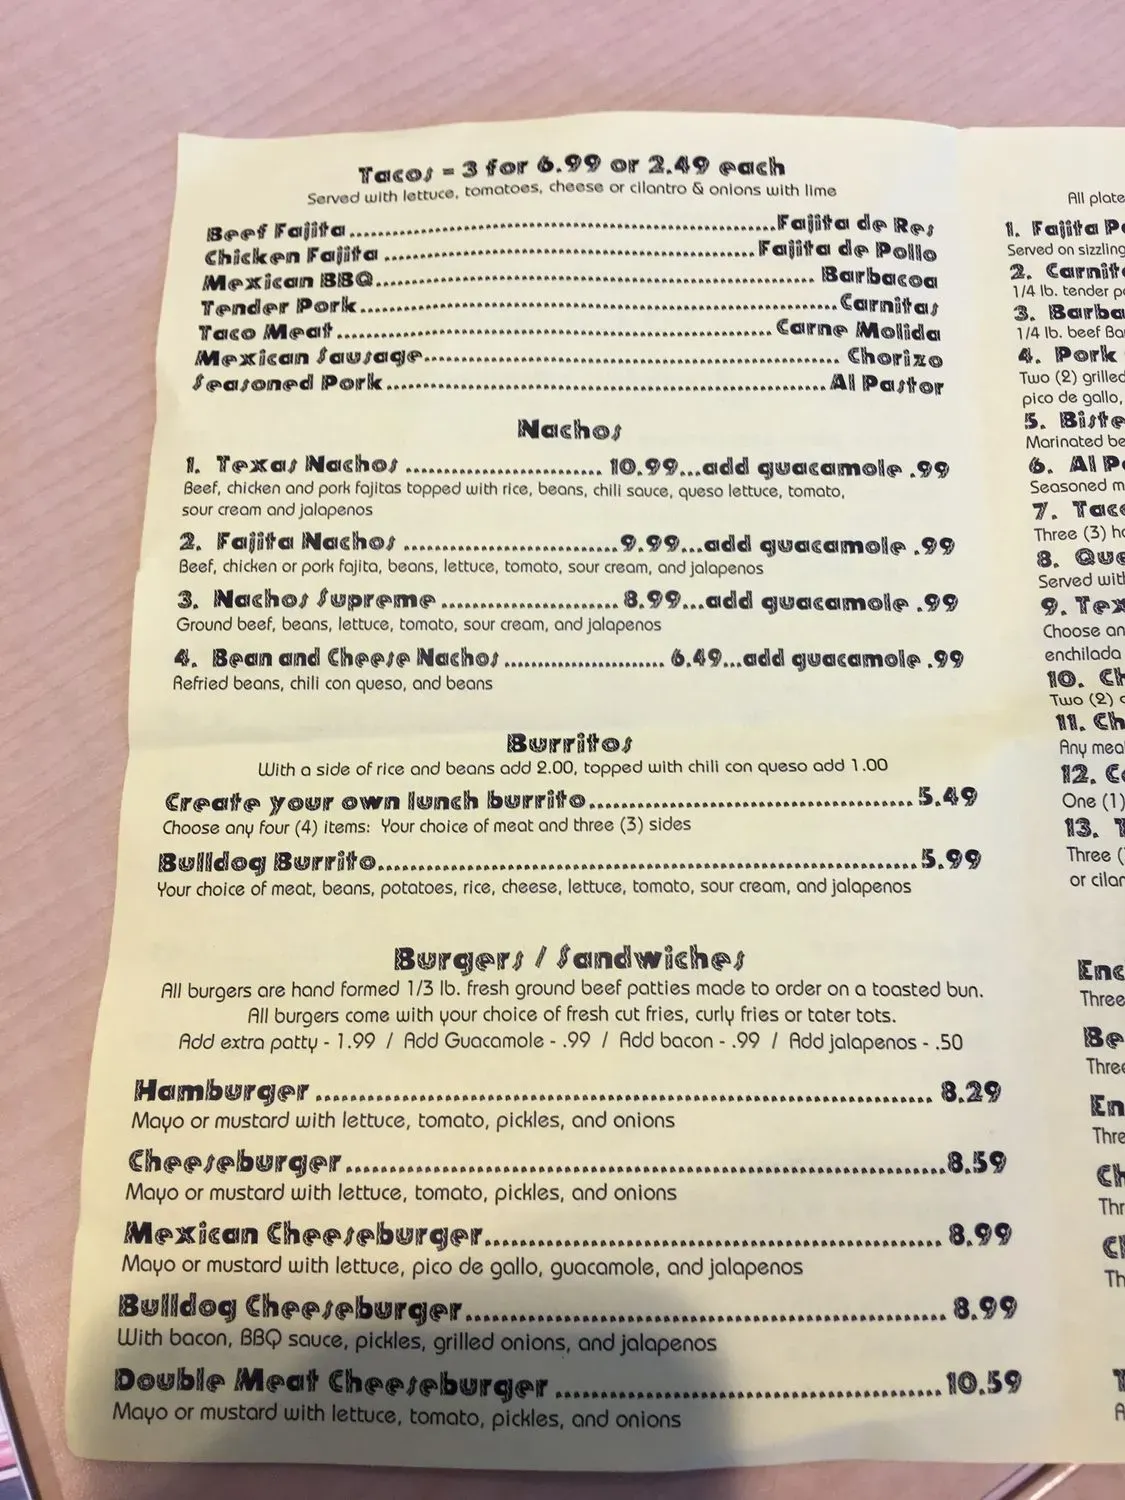 Tacos - 3 for 6.99 or 2.49 each
Served with lettuce, tomatoes, cheese or cilantro & onions with lime
Beef Fajita Fajita de Res
Chicken Fajita Fajita de Pollo
Mexican BBQ Barbacoa
Tender Pork Carnitas
Taco Meat Carne Molida
Mexican Sausage Chorizo
Seasoned Pork Al Pastor
Nachos
1. Texas Nachos 10.99...add guacamole .99
Beef, chicken and pork fajitas topped with rice, beans, chili sauce, queso lettuce, tomato,
sour cream and jalapenos
2. Fajita Nachos 9.99...add guacamole .99
Beef, chicken or pork fajita, beans, lettuce, tomato, sour cream, and jalapenos
3. Nachos Supreme 8.99...add guacamole .99
Ground beef, beans, lettuce, tomato, sour cream, and jalapenos
4. Bean and Cheese Nachos 6.49...add guacamole .99
Refried beans, chili con queso, and beans
Burritos
With a side of rice and beans add 2.00, topped with chili con queso add 1.00
Create your own lunch burrito 5.49
Choose any four (4) items: Your choice of meat and three (3) sides
Bulldog Burrito 5.99
Your choice of meat, beans, potatoes, rice, cheese, lettuce, tomato, sour cream, and jalapenos
Burgers / Sandwiches
All burgers are hand formed 1/3 lb. fresh ground beef patties made to order on a toasted bun.
All burgers come with your choice of fresh cut fries, curly fries or tater tots.
Add extra patty - 1.99 / Add Guacamole - .99 / Add bacon - .99 / Add jalapenos - .50
Hamburger 8.29
Mayo or mustard with lettuce, tomato, pickles, and onions
Cheeseburger 8.59
Mayo or mustard with lettuce, tomato, pickles, and onions
Mexican Cheeseburger 8.99
Mayo or mustard with lettuce, pico de gallo, guacamole, and jalapenos
Bulldog Cheeseburger 8.99
With bacon, BBQ sauce, pickles, grilled onions, and jalapenos
Double Meat Cheeseburger 10.59
Mayo or mustard with lettuce, tomato, pickles, and onions
All plate
1. Fajita
Served on sizzling
2.
1/4 lb. tender
3.
1/4 lb. beef
4. Pork
Two (2) grilled
pico de gallo,
5.
Marinated
6. Al
Seasoned
7.
Three (3)
8.
Served with
9.
Choose
enchilada
10.
Two (2)
11.
Any
12.
One (1)
13.
Three
or
Three